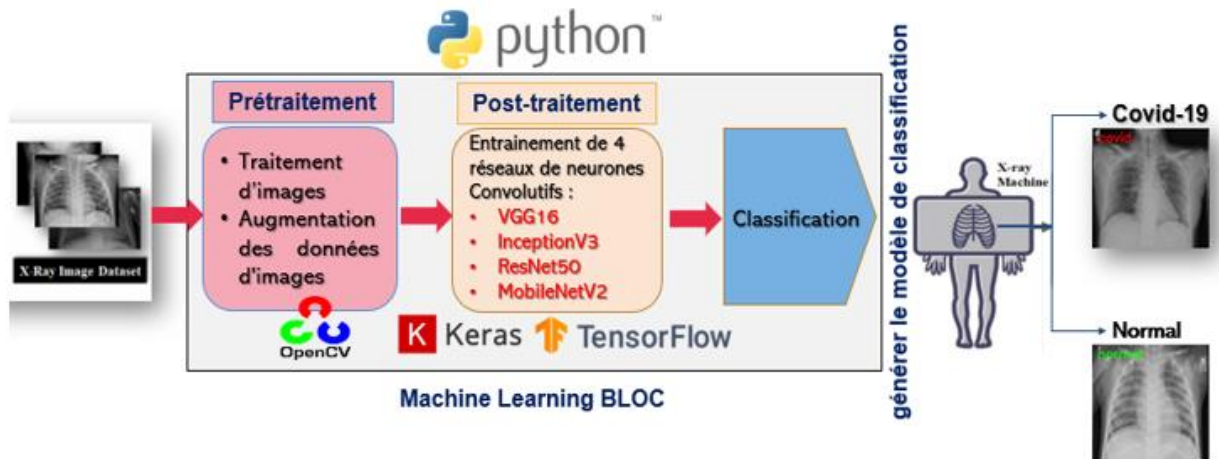 python™
Prétraitement
• Traitement
d'images
• Augmentation
des données
d'images
OpenCV
Post-traitement
Entrainement de 4
réseaux de neurones
Convolutifs :
• VGG16
• InceptionV3
• ResNet50
• MobileNetV2
K Keras
TensorFlow
Classification
X-Ray Image Dataset
Machine Learning BLOC
générer le modèle de classification
X-ray
Machine
Covid-19
covid
Normal
normal